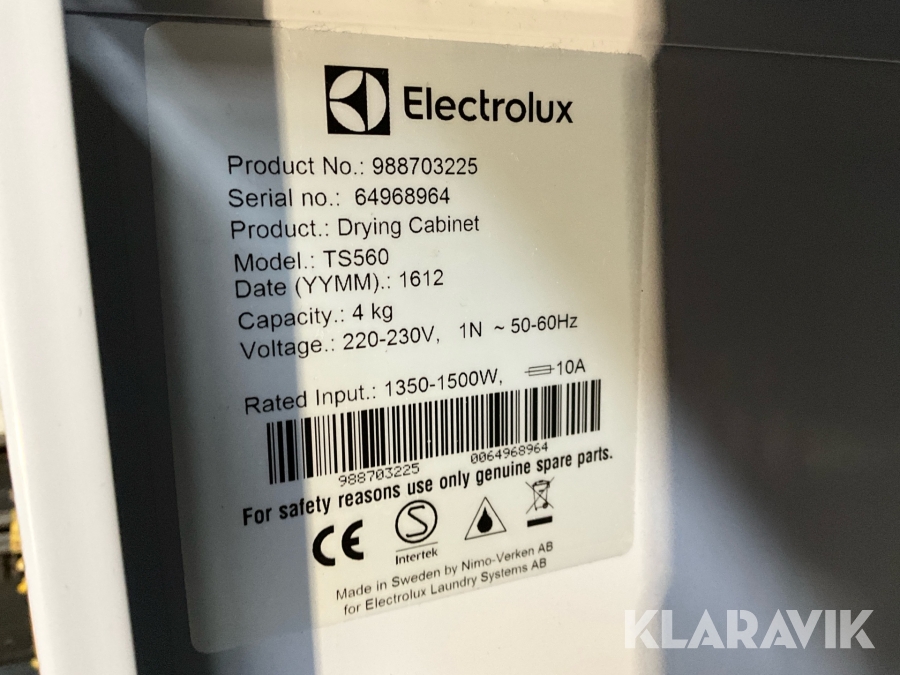 Electrolux
Product No.: 988703225
Serial no.: 64968964
Product.: Drying Cabinet
Model.: TS560
Date (YYMM).: 1612
Capacity.: 4 kg
Voltage.: 220-230V, 1N ~ 50-60Hz
Rated Input.: 1350-1500W, 10A
988703225 0064968964
For safety reasons use only genuine spare parts.
CE S
Intertek
Made in Sweden by Nimo-Verken AB
for Electrolux Laundry Systems AB
KLARAVIK